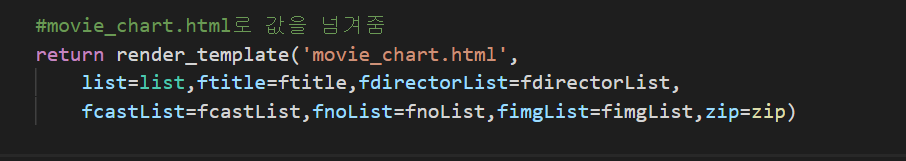 #movie_chart.html로 값을 넘겨줌
return render_template('movie_chart.html',
list=list,ftitle=ftitle,fdirectorList=fdirectorList,
fcastList=fcastList,fnoList=fnoList,fimgList=fimgList,zip=zip)